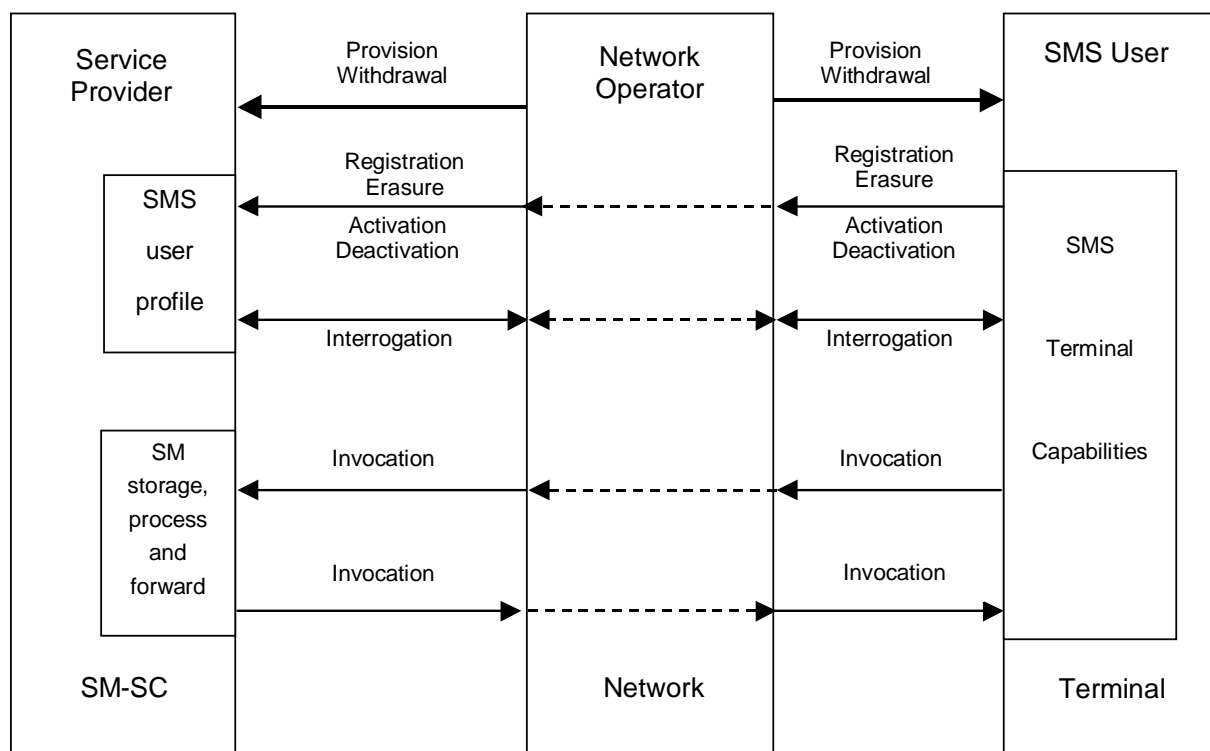 Service
Provider
Provision
Withdrawal
Network
Operator
Provision
Withdrawal
SMS User
SMS
user
profile
Registration
Erasure
Activation
Deactivation
Registration
Erasure
Activation
Deactivation
Interrogation
Interrogation
SMS
Terminal
Capabilities
SM
storage,
process
and
forward
Invocation
Invocation
Invocation
Invocation
SM-SC
Network
Terminal